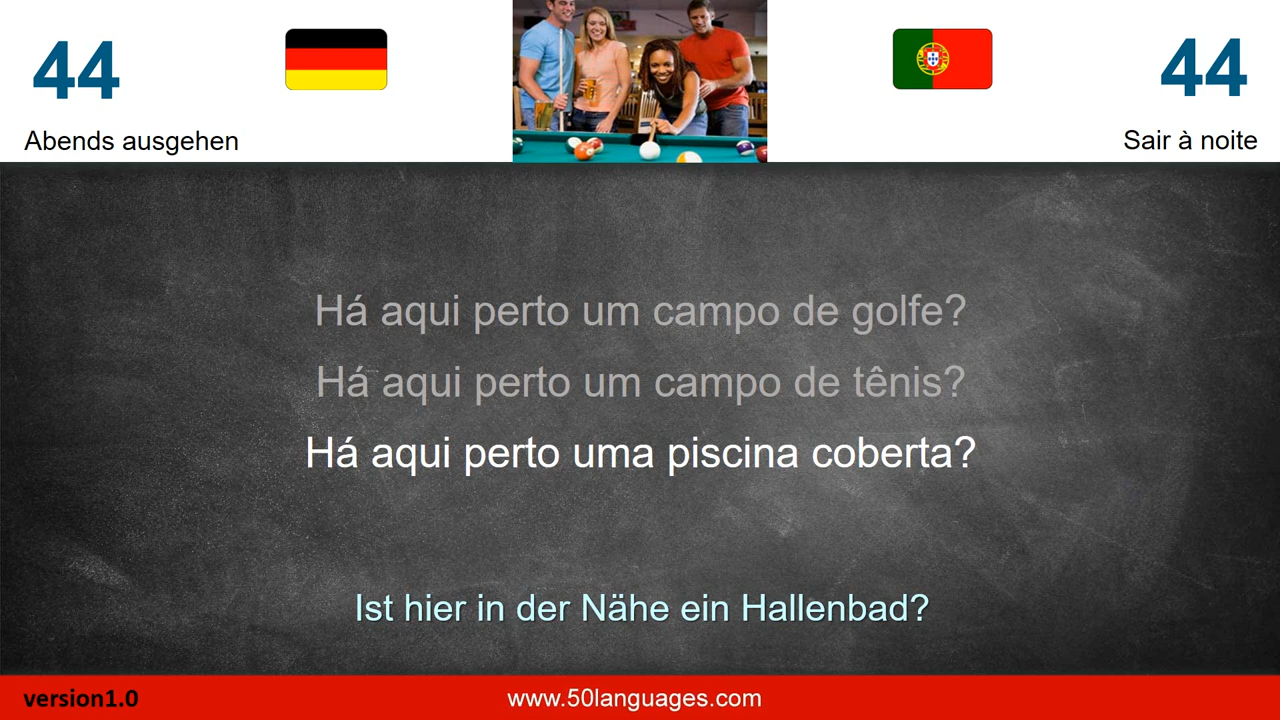 44
44
Abends ausgehen
Sair à noite
Há aqui perto um campo de golfe?
Há aqui perto um campo de tênis?
Há aqui perto uma piscina coberta?
Ist hier in der Nähe ein Hallenbad?
version1.0
www.50languages.com